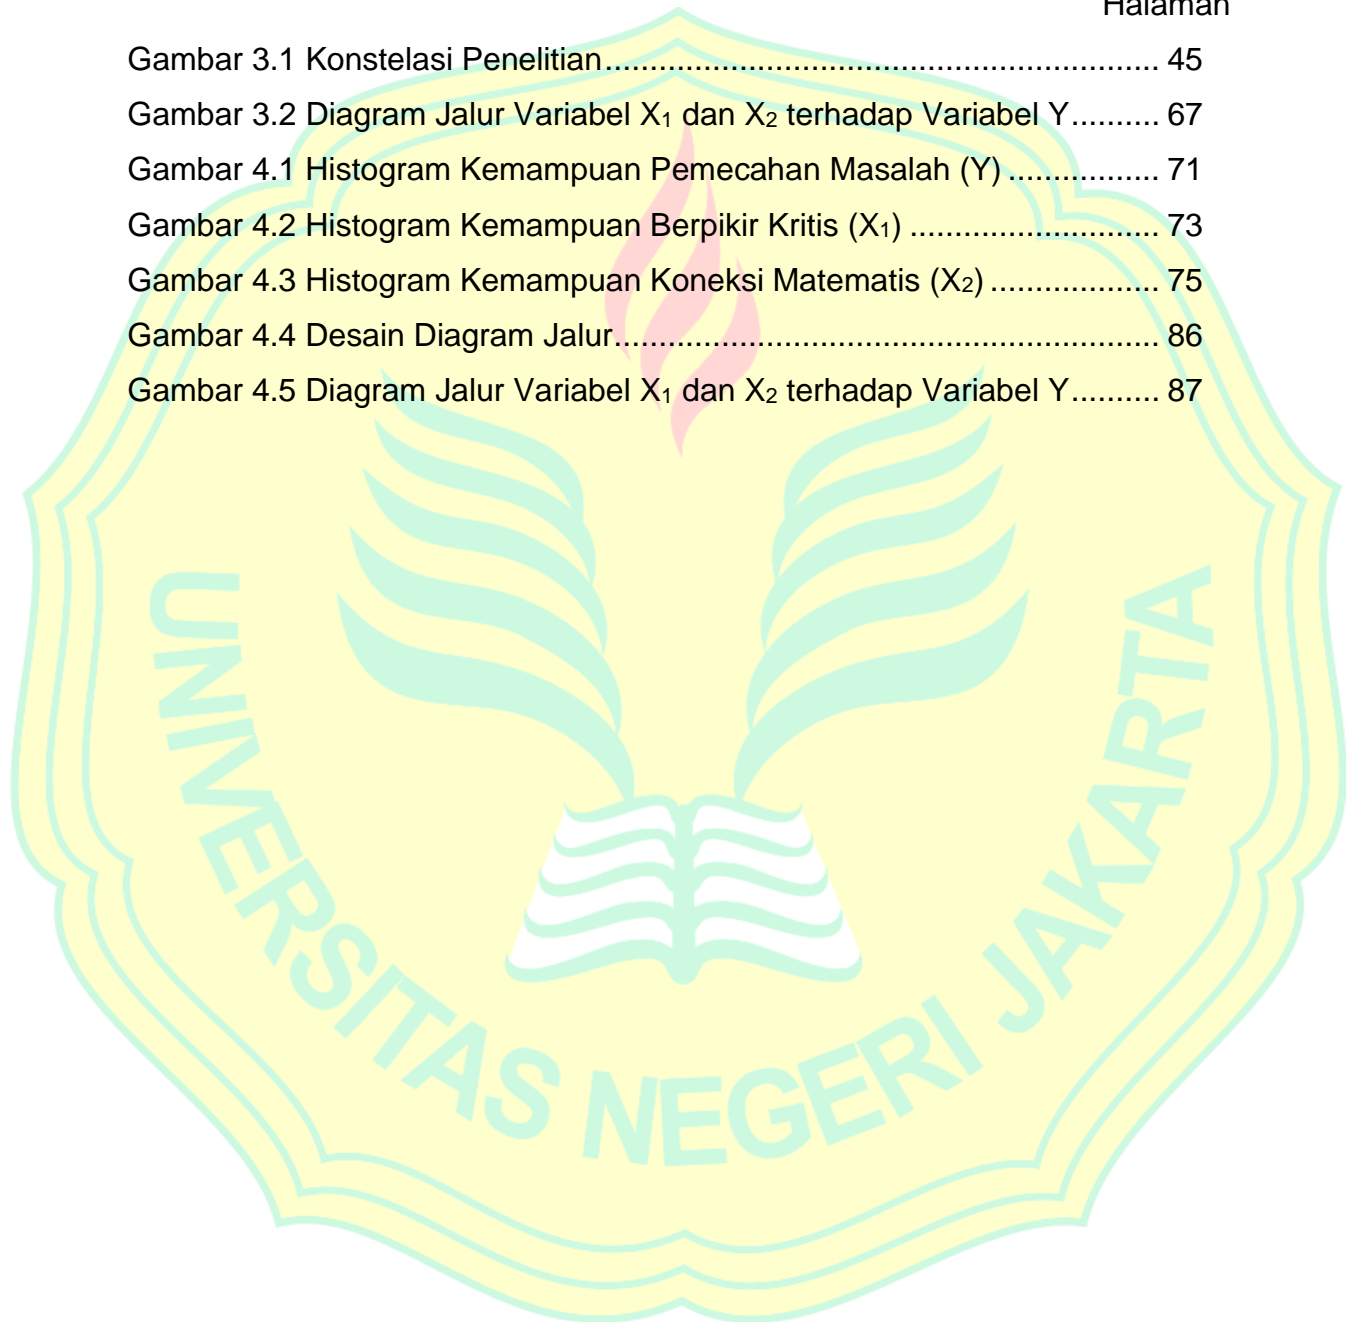 Halaman
Gambar 3.1 Konstelasi Penelitian............................................................. 45
Gambar 3.2 Diagram Jalur Variabel X₁ dan X₂ terhadap Variabel Y.......... 67
Gambar 4.1 Histogram Kemampuan Pemecahan Masalah (Y)................. 71
Gambar 4.2 Histogram Kemampuan Berpikir Kritis (X₁)............................ 73
Gambar 4.3 Histogram Kemampuan Koneksi Matematis (X₂)................... 75
Gambar 4.4 Desain Diagram Jalur............................................................ 86
Gambar 4.5 Diagram Jalur Variabel X₁ dan X₂ terhadap Variabel Y.......... 87
UNIVERSITAS NEGERI JAKARTA